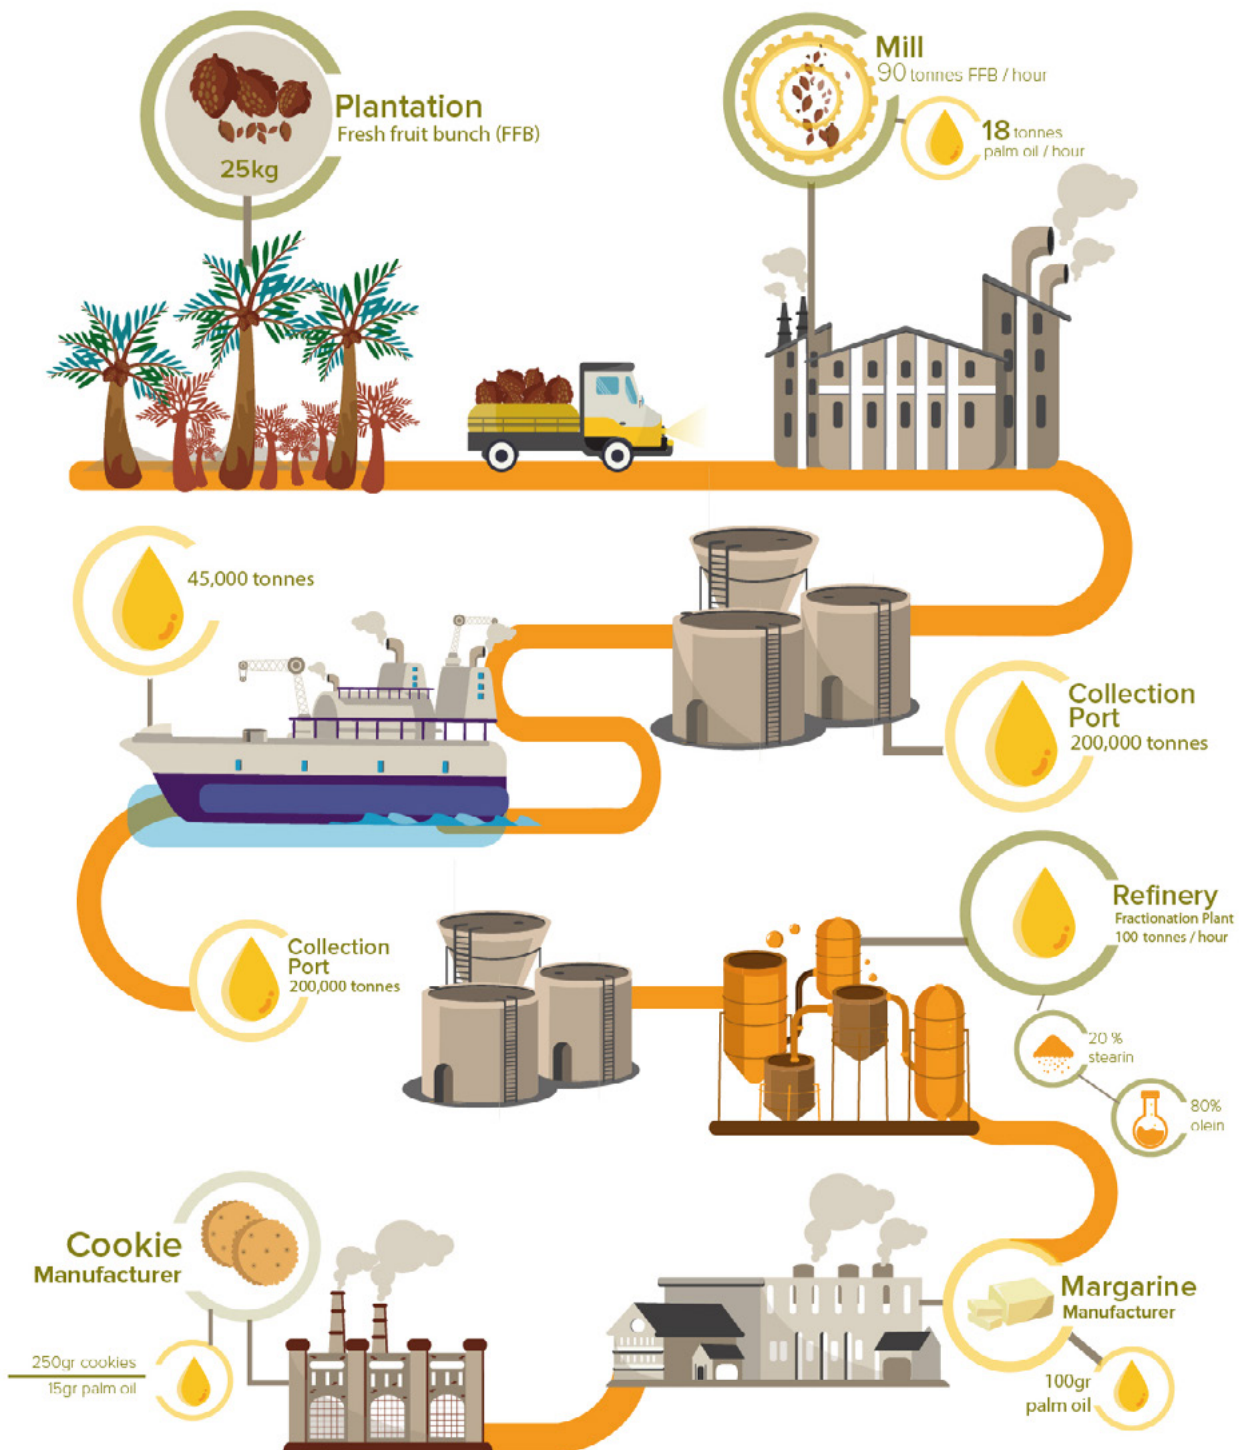 Plantation
Fresh fruit bunch (FFB)
25kg
Mill
90 tonnes FFB / hour
18 tonnes
palm oil / hour
45,000 tonnes
Collection
Port
200,000 tonnes
Collection
Port
200,000 tonnes
Refinery
Fractionation Plant
100 tonnes / hour
20 %
stearin
80%
olein
Margarine
Manufacturer
100gr
palm oil
Cookie
Manufacturer
250gr cookies
15gr palm oil